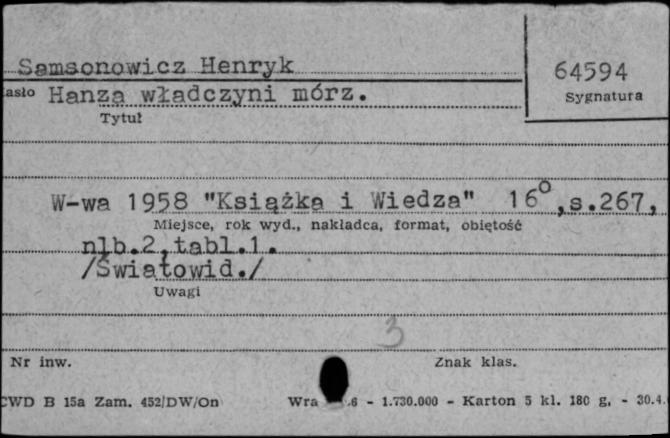 Samsonowicz Henryk
64594
Sygnatura
asło Hanza władczyni mórz.
Tytuł
W-wa 1958 "Książka i Wiedza" 16°,s.267,
Miejsce, rok wyd., nakładca, format, objętość
nlb.2,tabl.1.
/Światowid./
Uwagi
3
Nr inw.
Znak klas.
CWD B 15a Zam. 452/DW/On Wra .6 - 1.730.000 - Karton 5 kl. 180 g. - 30.4.